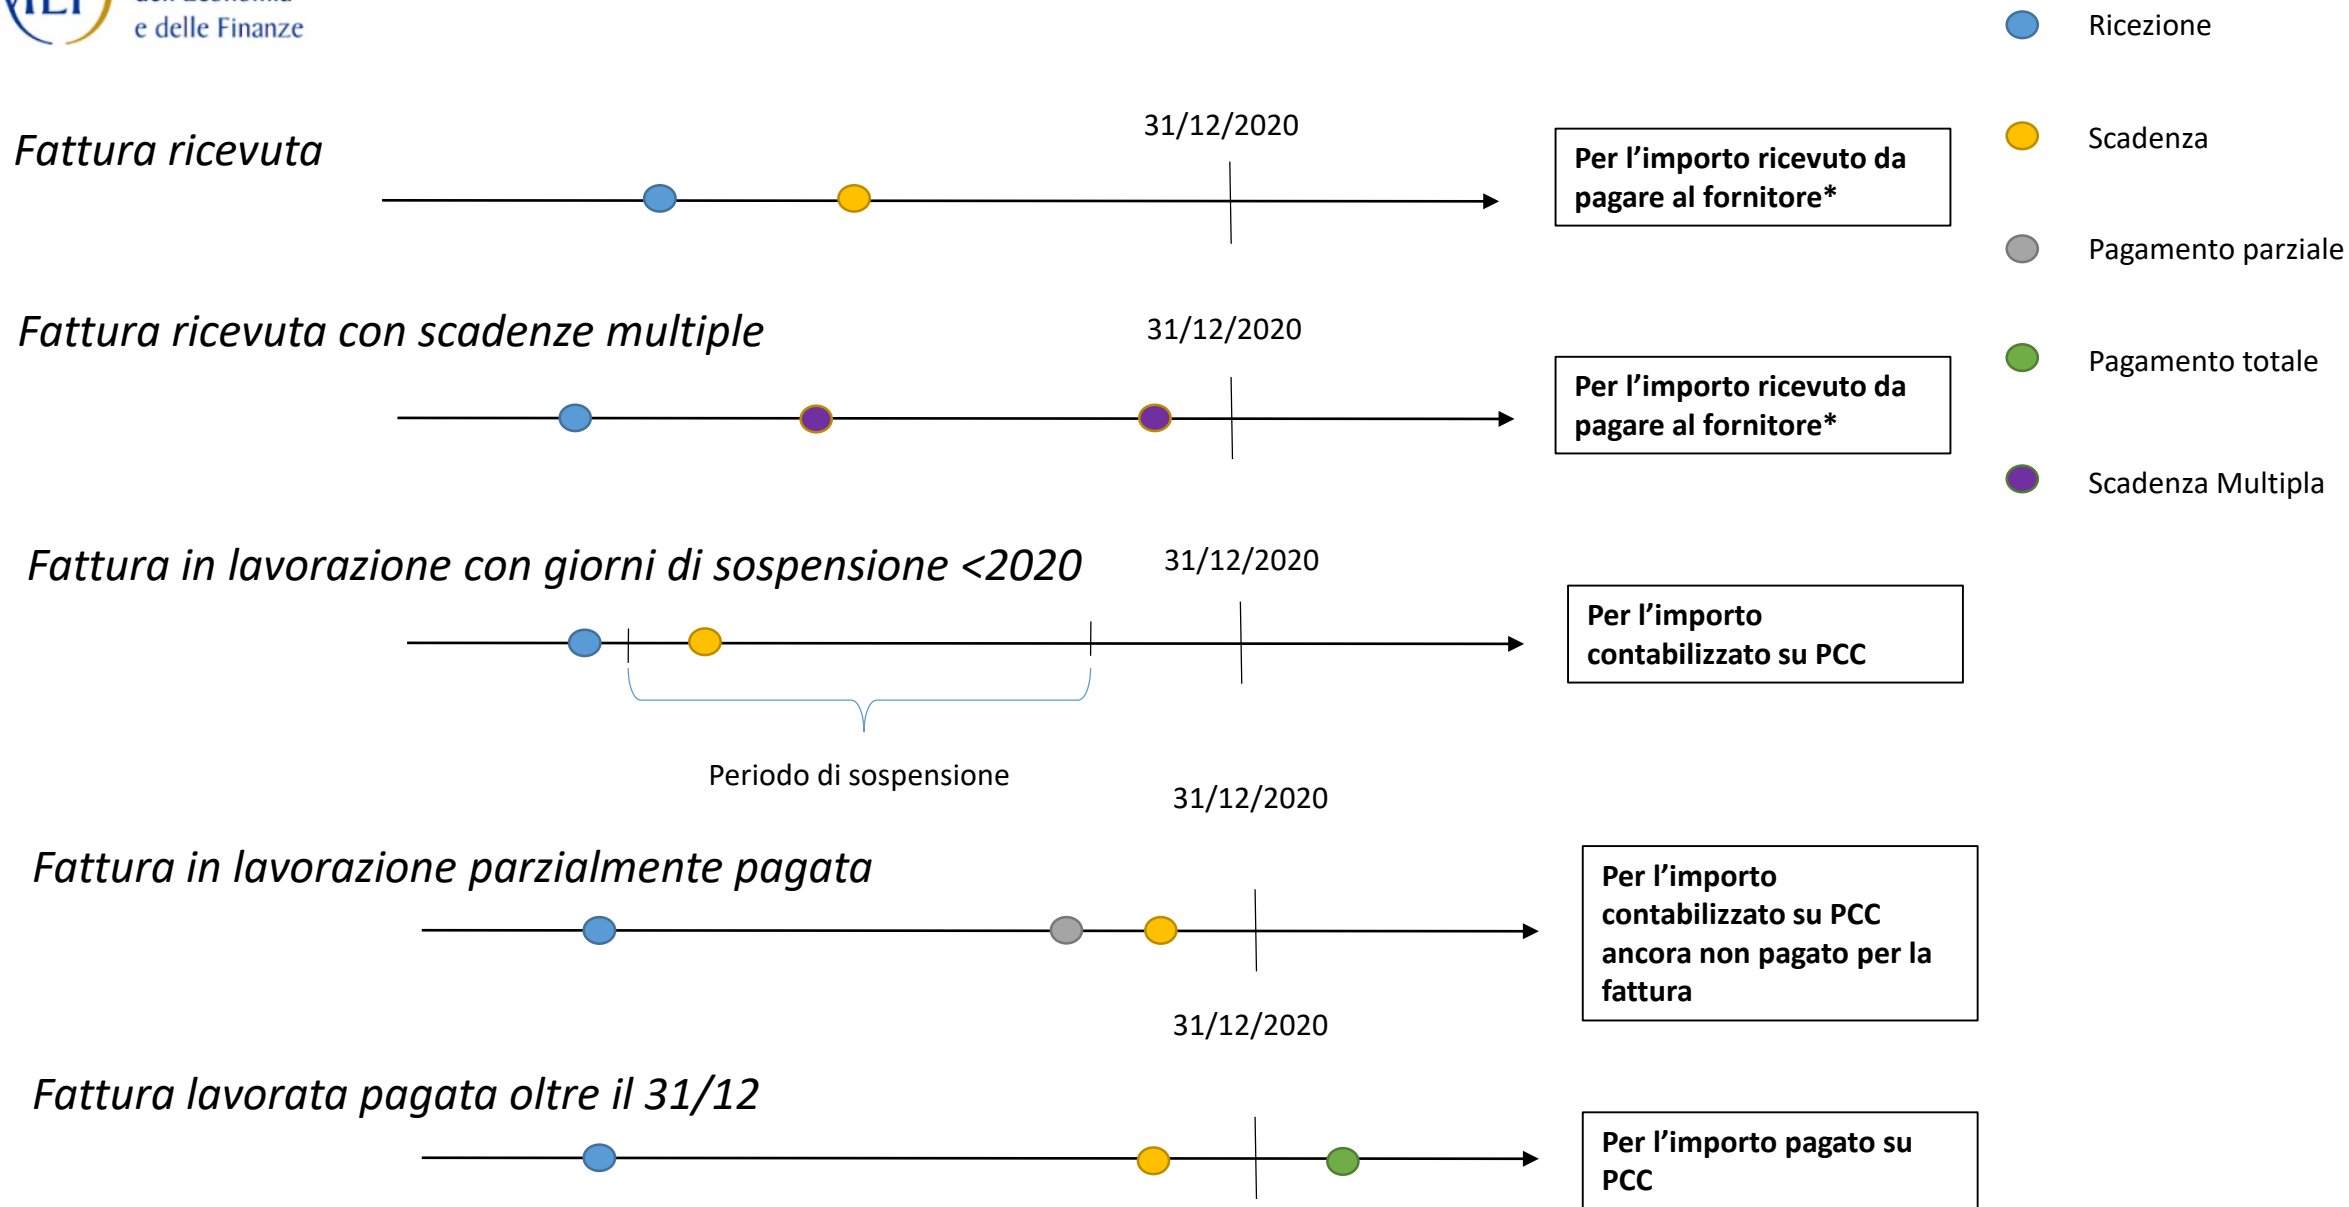 e delle Finanze
Ricezione
31/12/2020
Fattura ricevuta
Scadenza
Per l’importo ricevuto da
pagare al fornitore*
Pagamento parziale
Fattura ricevuta con scadenze multiple
31/12/2020
Pagamento totale
Per l’importo ricevuto da
pagare al fornitore*
Scadenza Multipla
Fattura in lavorazione con giorni di sospensione <2020
31/12/2020
Per l’importo
contabilizzato su PCC
Periodo di sospensione
31/12/2020
Fattura in lavorazione parzialmente pagata
Per l’importo
contabilizzato su PCC
ancora non pagato per la
fattura
31/12/2020
Fattura lavorata pagata oltre il 31/12
Per l’importo pagato su
PCC